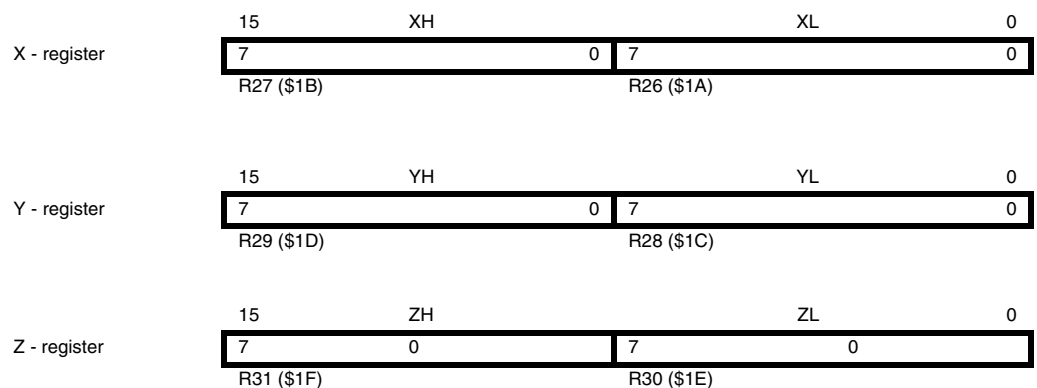 15 XH XL 0
X - register 7 0 7 0
R27 ($1B) R26 ($1A)
15 YH YL 0
Y - register 7 0 7 0
R29 ($1D) R28 ($1C)
15 ZH ZL 0
Z - register 7 0 7 0
R31 ($1F) R30 ($1E)